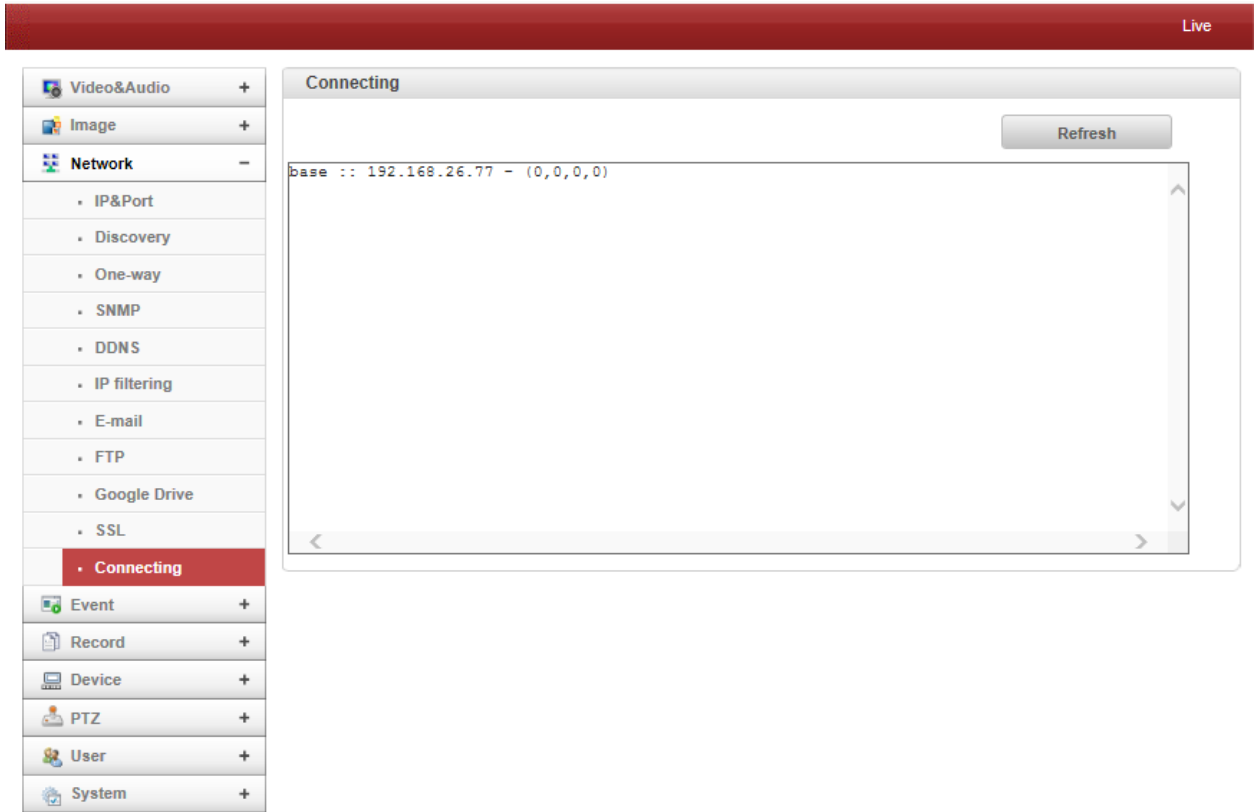 Live
Video&Audio +
Image +
Network -
IP&Port
Discovery
One-way
SNMP
DDNS
IP filtering
E-mail
FTP
Google Drive
SSL
Connecting
Event +
Record +
Device +
PTZ +
User +
System +
Connecting
Refresh
base :: 192.168.26.77 - (0,0,0,0)